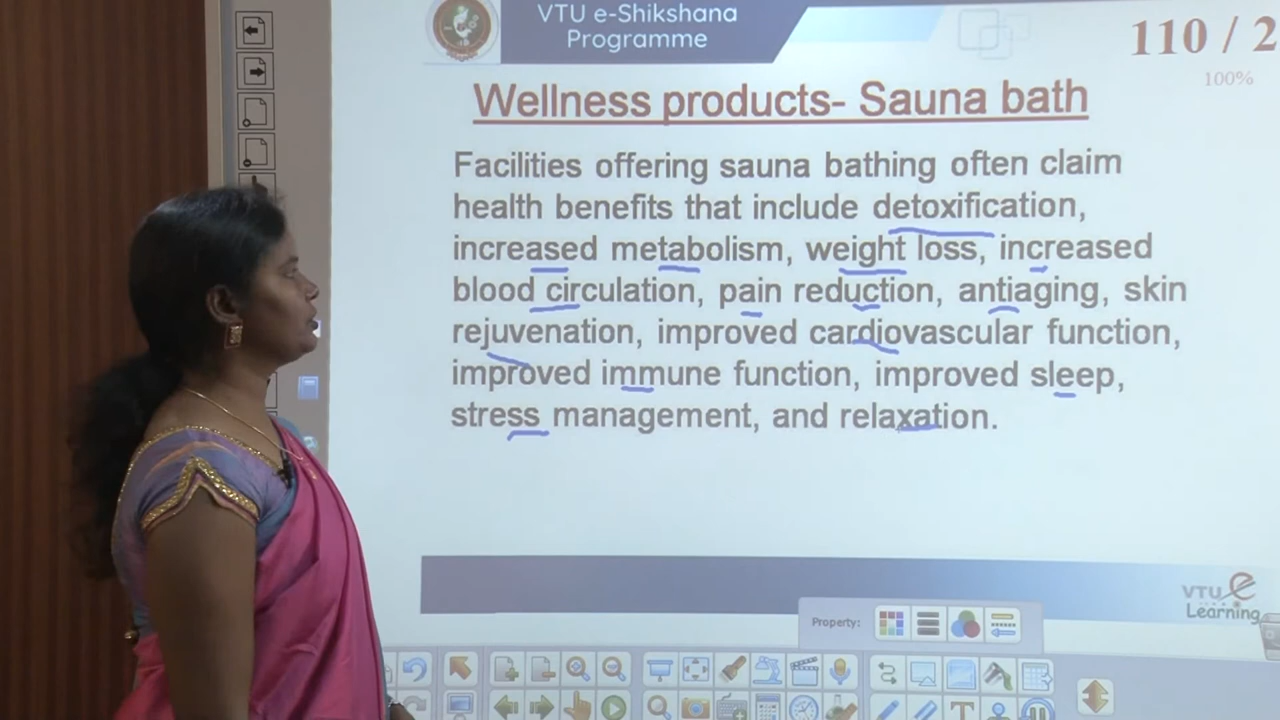 VTU e-Shikshana
Programme
110 / 2
100%
Wellness products- Sauna bath
Facilities offering sauna bathing often claim
health benefits that include detoxification,
increased metabolism, weight loss, increased
blood circulation, pain reduction, antiaging, skin
rejuvenation, improved cardiovascular function,
improved immune function, improved sleep,
stress management, and relaxation.
VTU e
Learning
Property:
T